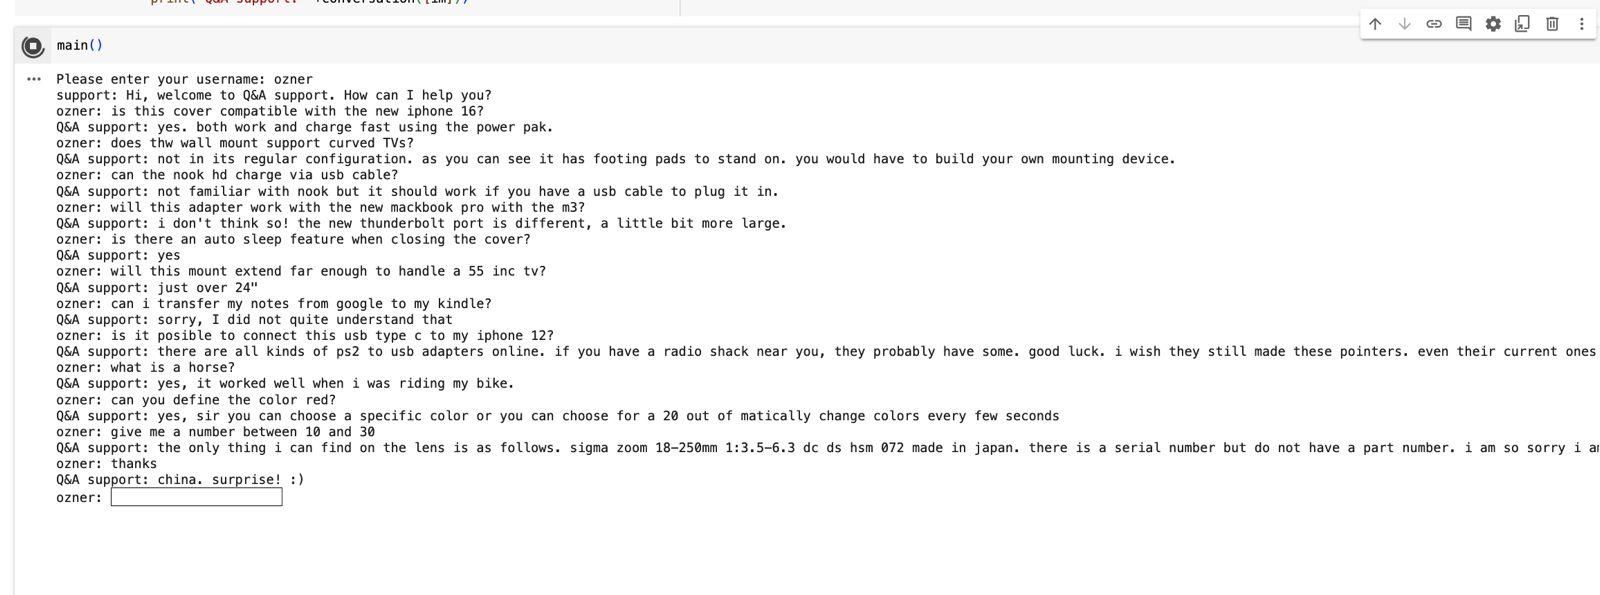 main()
Please enter your username: ozner
support: Hi, welcome to Q&A support. How can I help you?
ozner: is this cover compatible with the new iphone 16?
Q&A support: yes. both work and charge fast using the power pak.
ozner: does thw wall mount support curved TVs?
Q&A support: not in its regular configuration. as you can see it has footing pads to stand on. you would have to build your own mounting device.
ozner: can the nook hd charge via usb cable?
Q&A support: not familiar with nook but it should work if you have a usb cable to plug it in.
ozner: will this adapter work with the new mackbook pro with the m3?
Q&A support: i don't think so! the new thunderbolt port is different, a little bit more large.
ozner: is there an auto sleep feature when closing the cover?
Q&A support: yes
ozner: will this mount extend far enough to handle a 55 inc tv?
Q&A support: just over 24"
ozner: can i transfer my notes from google to my kindle?
Q&A support: sorry, I did not quite understand that
ozner: is it posible to connect this usb type c to my iphone 12?
Q&A support: there are all kinds of ps2 to usb adapters online. if you have a radio shack near you, they probably have some. good luck. i wish they still made these pointers. even their current ones
ozner: what is a horse?
Q&A support: yes, it worked well when i was riding my bike.
ozner: can you define the color red?
Q&A support: yes, sir you can choose a specific color or you can choose for a 20 out of matically change colors every few seconds
ozner: give me a number between 10 and 30
Q&A support: the only thing i can find on the lens is as follows. sigma zoom 18-250mm 1:3.5-6.3 dc ds hsm 072 made in japan. there is a serial number but do not have a part number. i am so sorry i
ozner: thanks
Q&A support: china. surprise! :)
ozner: